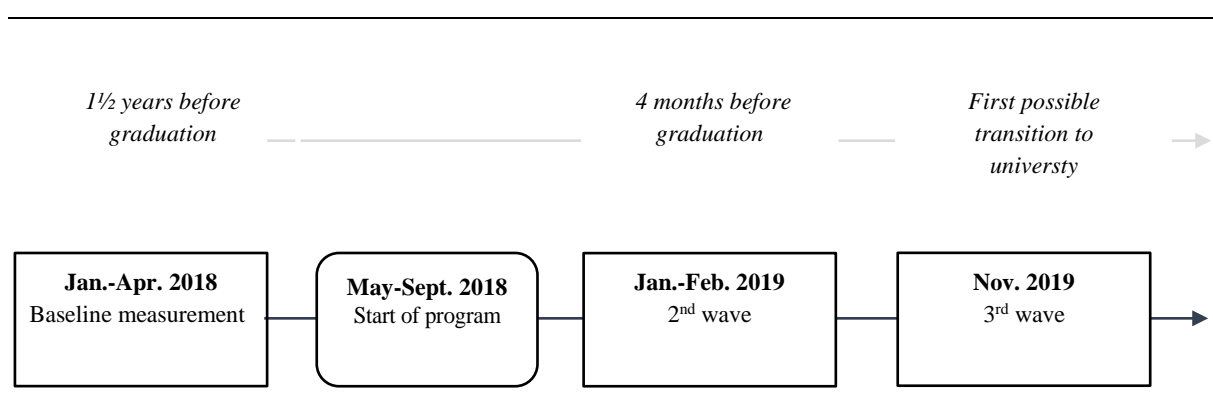 1½ years before
graduation
4 months before
graduation
First possible
transition to
universty
Jan.-Apr. 2018
Baseline measurement
May-Sept. 2018
Start of program
Jan.-Feb. 2019
2nd wave
Nov. 2019
3rd wave